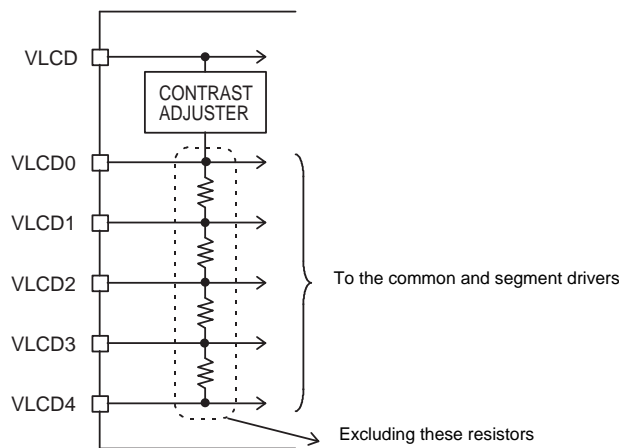 VLCD
CONTRAST
ADJUSTER
VLCD0
VLCD1
VLCD2
To the common and segment drivers
VLCD3
VLCD4
Excluding these resistors